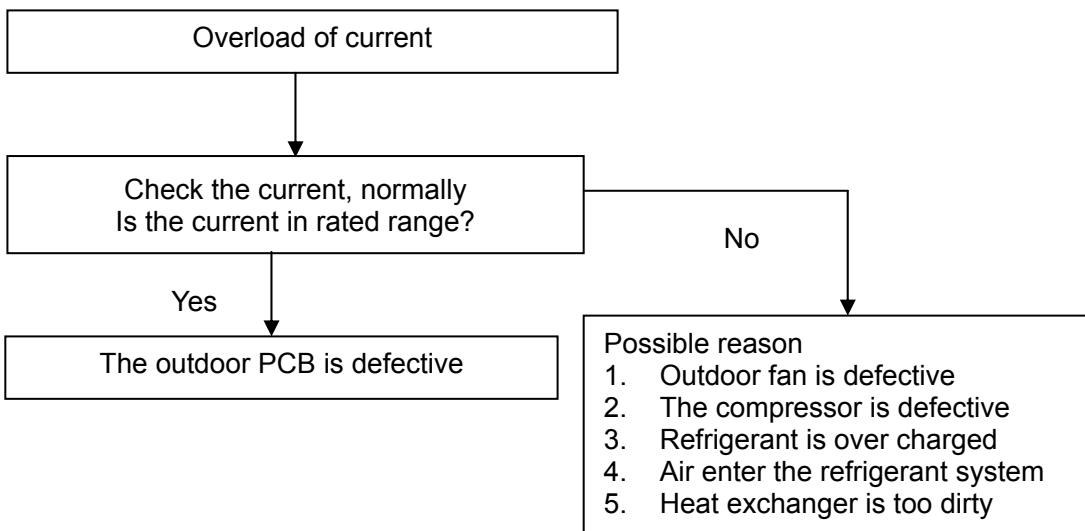 Overload of current
Check the current, normally
Is the current in rated range?
No
Yes
The outdoor PCB is defective
Possible reason
1. Outdoor fan is defective
2. The compressor is defective
3. Refrigerant is over charged
4. Air enter the refrigerant system
5. Heat exchanger is too dirty